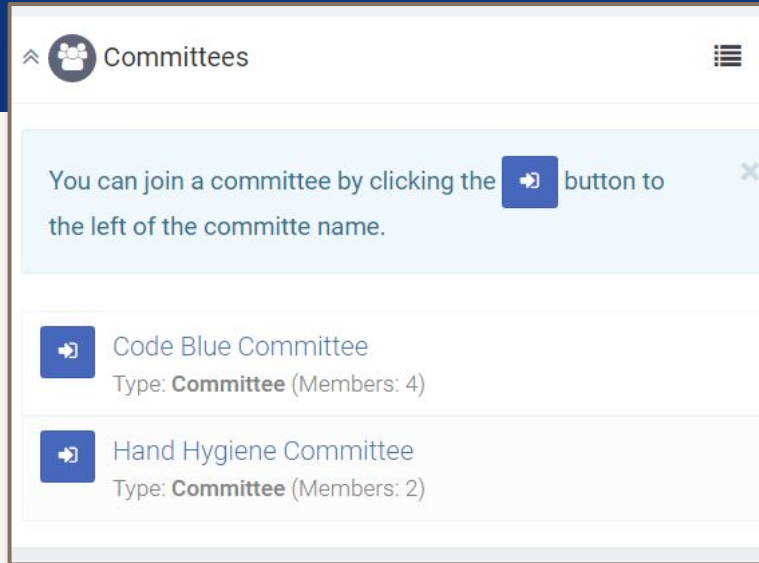 Committees
You can join a committee by clicking the button to
the left of the committe name.
Code Blue Committee
Type: Committee (Members: 4)
Hand Hygiene Committee
Type: Committee (Members: 2)